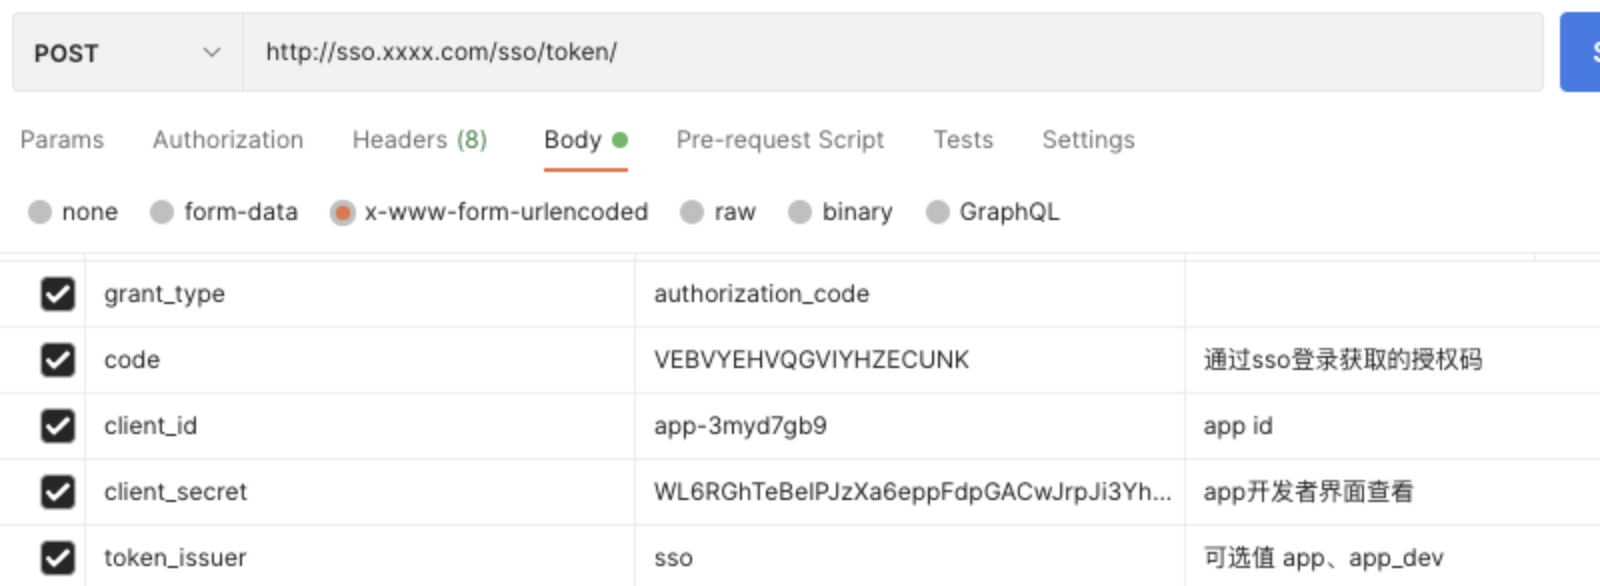 POST http://sso.xxxx.com/sso/token/
Params Authorization Headers (8) Body Pre-request Script Tests Settings
none form-data x-www-form-urlencoded raw binary GraphQL
grant_type authorization_code
code VEBVYEHVQGVIYHZECUNK 通过sso登录获取的授权码
client_id app-3myd7gb9 app id
client_secret WL6RGhTeBeIPJzXa6eppFdpGACwJrpJi3Yh... app开发者界面查看
token_issuer sso 可选值 app、app_dev